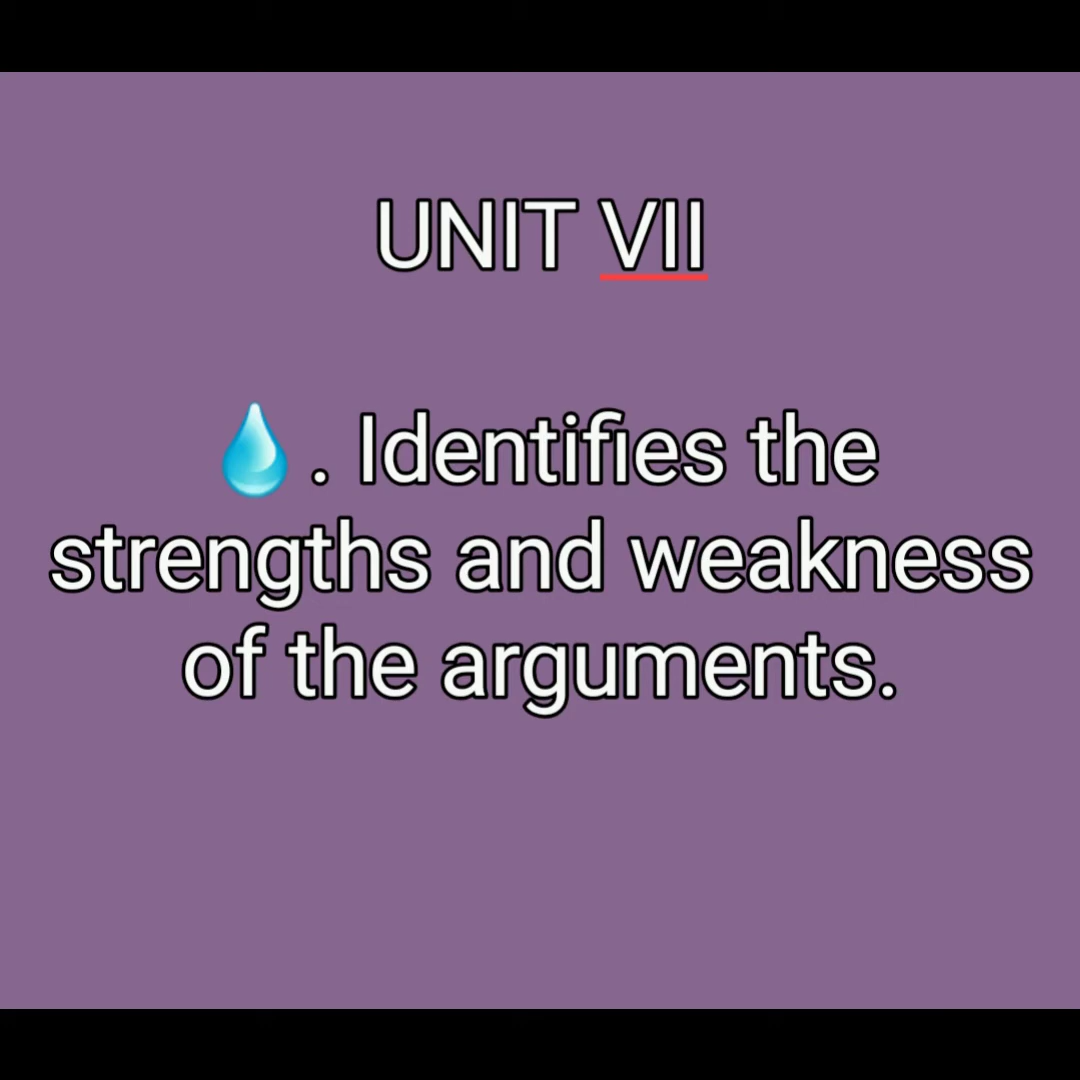 UNIT VII
💧. Identifies the
strengths and weakness
of the arguments.